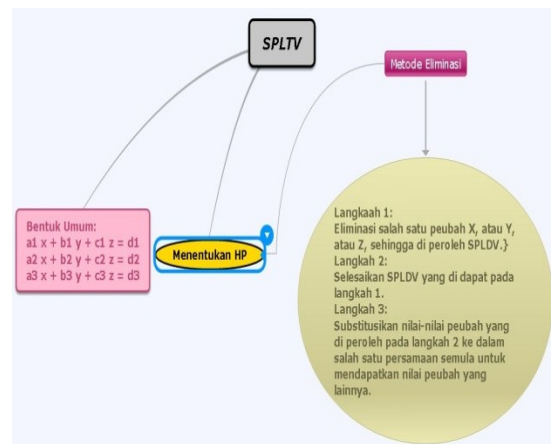 SPLTV
Metode Eliminasi
Bentuk Umum:
a1 x + b1 y + c1 z = d1
a2 x + b2 y + c2 z = d2
a3 x + b3 y + c3 z = d3
Menentukan HP
Langkaah 1:
Eliminasi salah satu peubah X, atau Y,
atau Z, sehingga di peroleh SPLDV.}
Langkah 2:
Selesaikan SPLDV yang di dapat pada
langkah 1.
Langkah 3:
Substitusikan nilai-nilai peubah yang
di peroleh pada langkah 2 ke dalam
salah satu persamaan semula untuk
mendapatkan nilai peubah yang
lainnya.